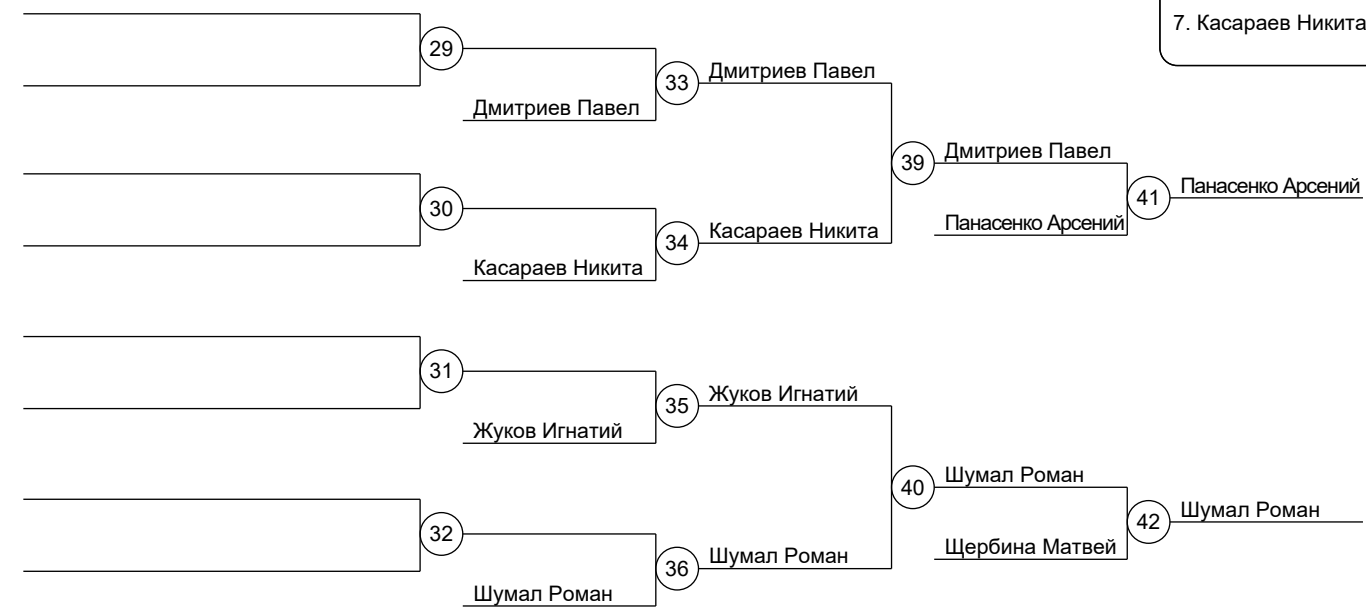 7. Касараев Никита
29
33
Дмитриев Павел
Дмитриев Павел
39
Дмитриев Павел
41
Панасенко Арсений
30
34
Касараев Никита
Панасенко Арсений
Касараев Никита
31
35
Жуков Игнатий
Жуков Игнатий
40
Шумал Роман
42
Шумал Роман
32
36
Шумал Роман
Щербина Матвей
Шумал Роман